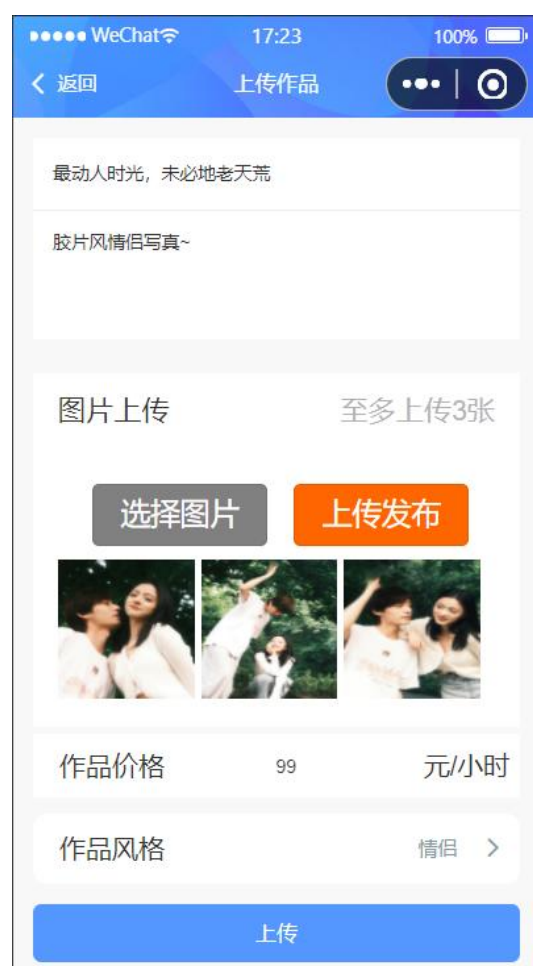 WeChat 17:23 100%
返回 上传作品
最动人时光，未必地老天荒
胶片风情侣写真~
图片上传 至多上传3张
选择图片 上传发布
作品价格 99 元/小时
作品风格 情侣
上传